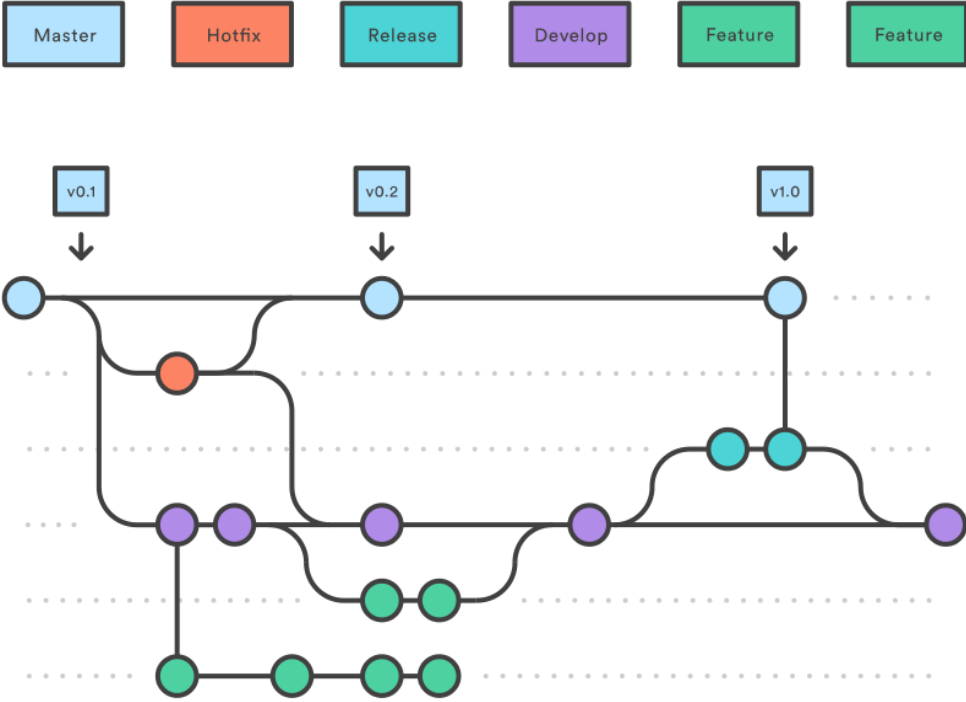 Master
Hotfix
Release
Develop
Feature
Feature
v0.1
v0.2
v1.0